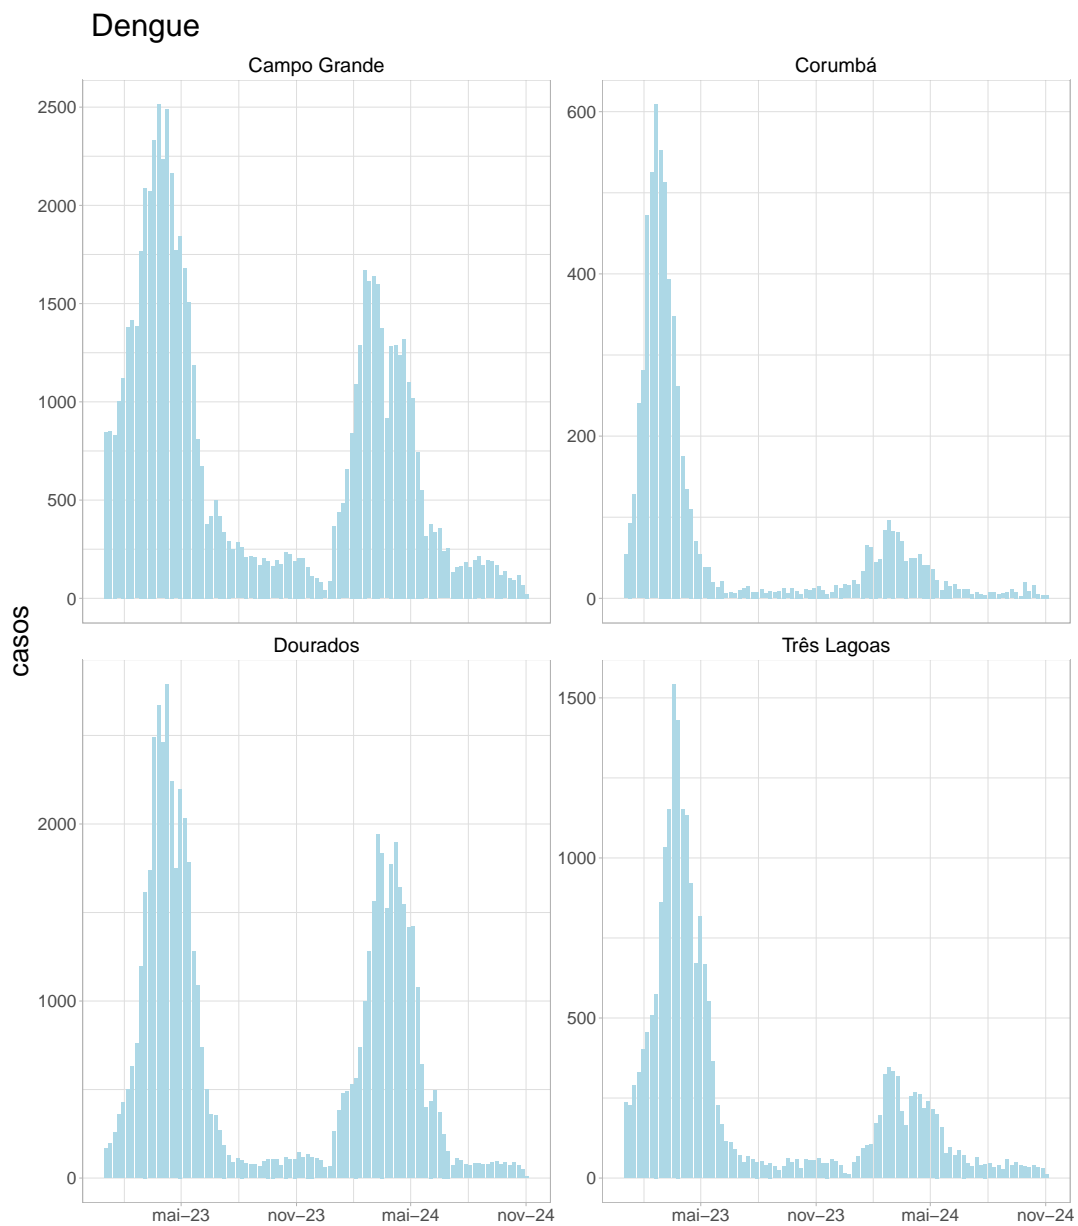 Dengue
Campo Grande
Corumbá
2500
2000
1500
1000
500
0
600
400
200
0
casos
Dourados
Três Lagoas
2000
1000
0
1500
1000
500
0
mai–23
nov–23
mai–24
nov–24
mai–23
nov–23
mai–24
nov–24